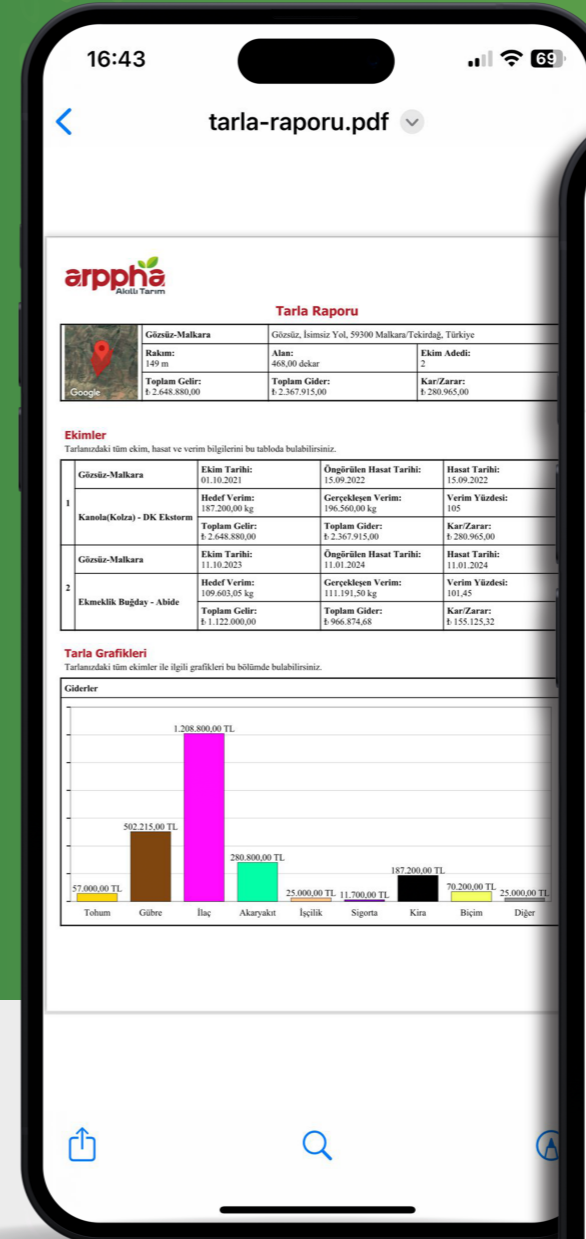 16:43
69
tarla-raporu.pdf
arppha
Akıllı Tarım
Tarla Raporu
Google
Gözsüz-Malkara
Gözsüz, İsimsiz Yol, 59300 Malkara/Tekirdağ, Türkiye
Rakım: Alan: Ekim Adedi:
149 m 468,00 dekar 2
Toplam Gelir: Toplam Gider: Kar/Zarar:
₺ 2.648.880,00 ₺ 2.367.915,00 ₺ 280.965,00
Ekimler
Tarlanızdaki tüm ekim, hasat ve verim bilgilerini bu tabloda bulabilirsiniz.
1
Gözsüz-Malkara
Ekim Tarihi: Öngörülen Hasat Tarihi: Hasat Tarihi:
01.10.2021 15.09.2022 15.09.2022
Kanola(Kolza) - DK Ekstorm
Hedef Verim: Gerçekleşen Verim: Verim Yüzdesi:
187.200,00 kg 196.560,00 kg 105
Toplam Gelir: Toplam Gider: Kar/Zarar:
₺ 2.648.880,00 ₺ 2.367.915,00 ₺ 280.965,00
2
Gözsüz-Malkara
Ekim Tarihi: Öngörülen Hasat Tarihi: Hasat Tarihi:
11.10.2023 11.01.2024 11.01.2024
Ekmeklik Buğday - Abide
Hedef Verim: Gerçekleşen Verim: Verim Yüzdesi:
109.603,05 kg 111.191,50 kg 101,45
Toplam Gelir: Toplam Gider: Kar/Zarar:
₺ 1.122.000,00 ₺ 966.874,68 ₺ 155.125,32
Tarla Grafikleri
Tarlanızdaki tüm ekimler ile ilgili grafikleri bu bölümde bulabilirsiniz.
Giderler
57.000,00 TL 502.215,00 TL 1.208.800,00 TL 280.800,00 TL 25.000,00 TL 11.700,00 TL 187.200,00 TL 70.200,00 TL 25.000,00 TL
Tohum Gübre İlaç Akaryakıt İşçilik Sigorta Kira Biçim Diğer